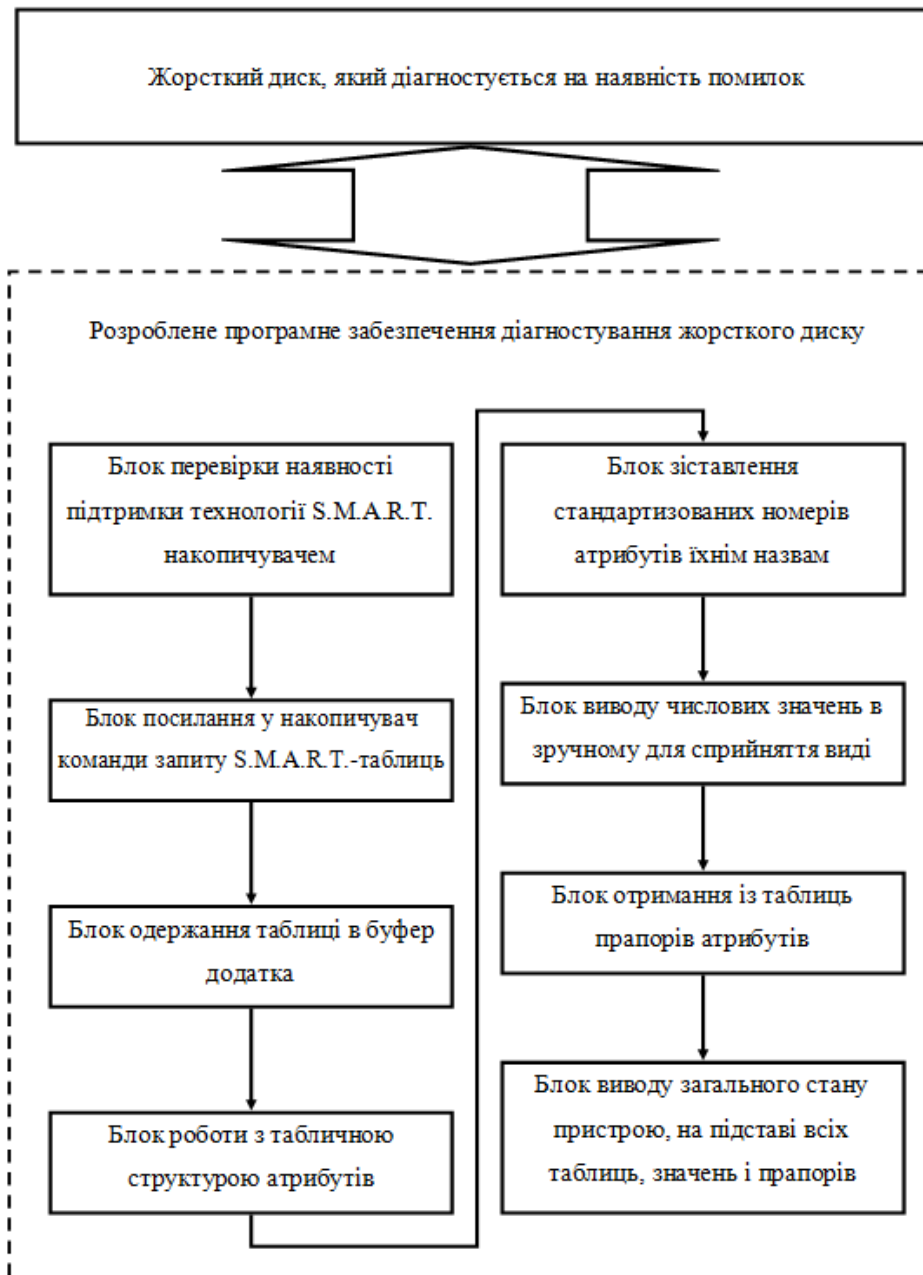 Жорсткий диск, який діагностується на наявність помилок
Розроблене програмне забезпечення діагностування жорсткого диску
Блок перевірки наявності
підтримки технології S.M.A.R.T.
накопичувачем
Блок посилання у накопичувач
команди запиту S.M.A.R.T.-таблиць
Блок одержання таблиці в буфер
додатка
Блок роботи з табличною
структурою атрибутів
Блок зіставлення
стандартизованих номерів
атрибутів їхнім назвам
Блок виводу числових значень в
зручному для сприйняття виді
Блок отримання із таблиць
прапорів атрибутів
Блок виводу загального стану
пристрою, на підставі всіх
таблиць, значень і прапорів